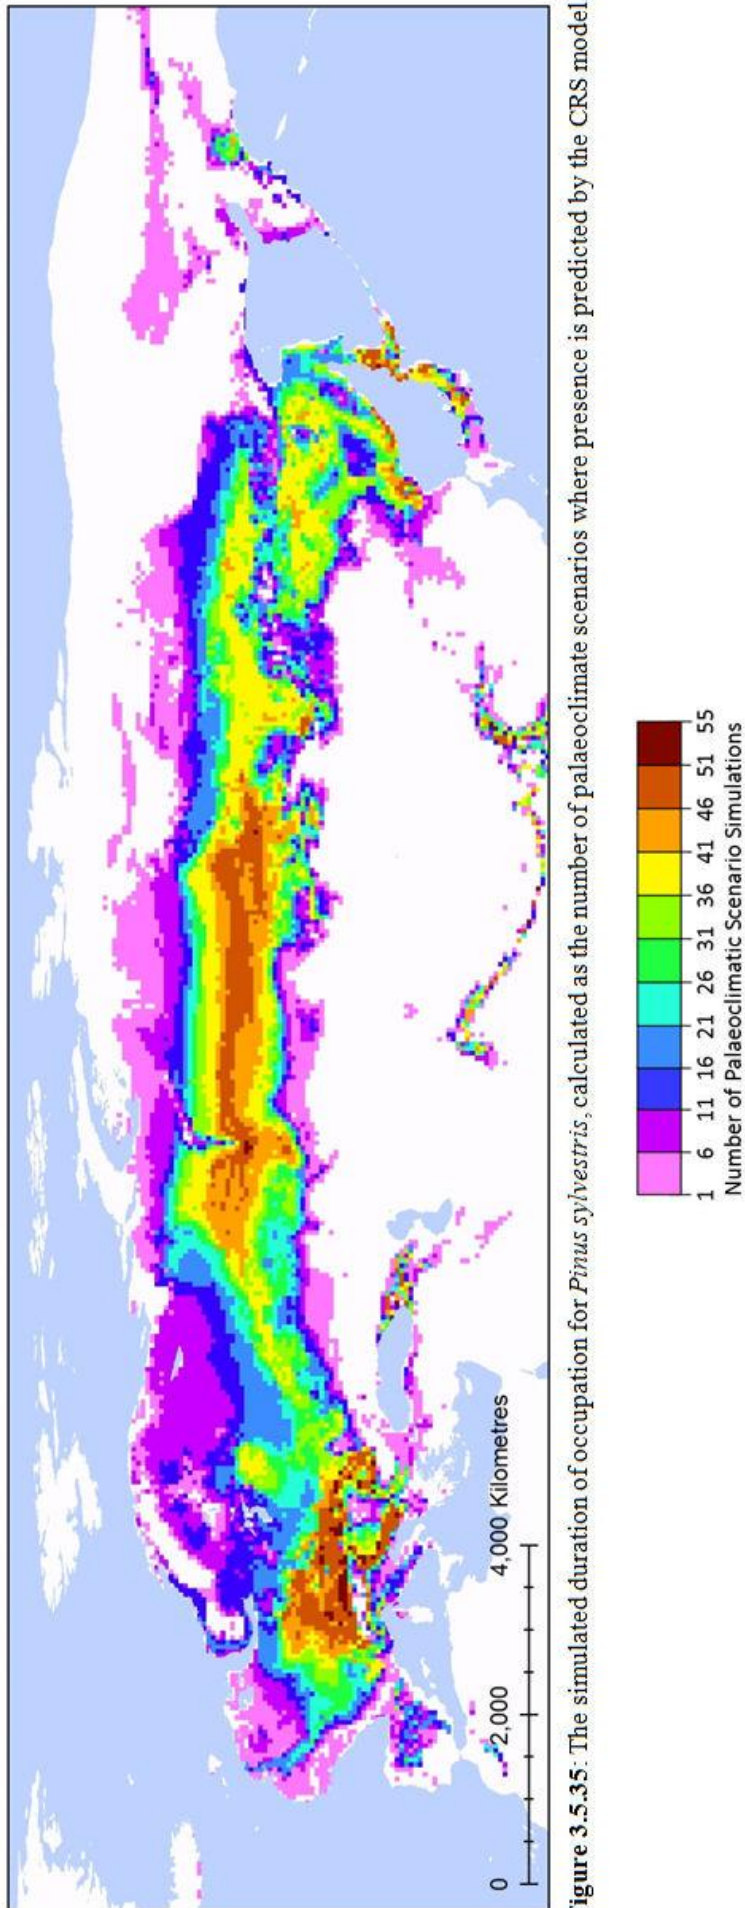 0 2,000 4,000 Kilometres
igure 3.5.35: The simulated duration of occupation for Pinus sylvestris, calculated as the number of palaeoclimate scenarios where presence is predicted by the CRS model
1 6 11 16 21 26 31 36 41 46 51 55
Number of Palaeoclimatic Scenario Simulations